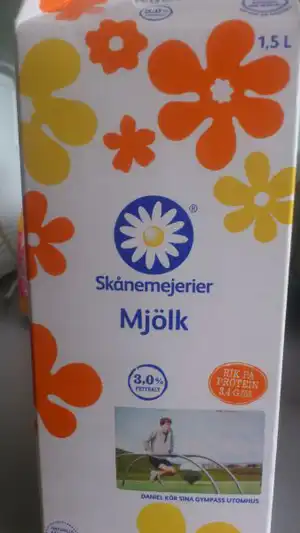 1,5 L
®
Skånemejerier
Mjölk
3,0%
FETTHALT
RIK PÅ
PROTEIN
3,4 G/DL
DANIEL KÖR SINA GYMPASS UTOMHUS